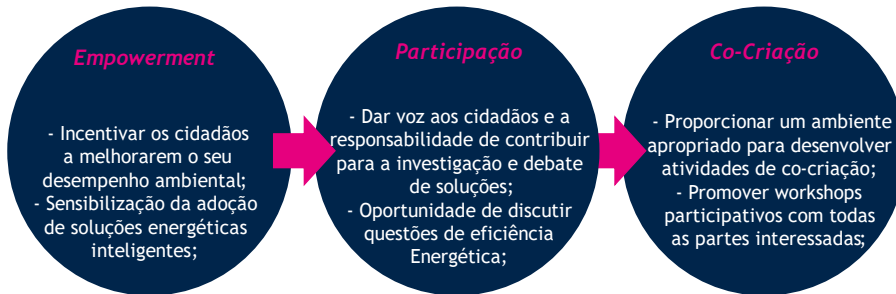 Empowerment
- Incentivar os cidadãos
a melhorarem o seu
desempenho ambiental;
- Sensibilização da adoção
de soluções energéticas
inteligentes;
Participação
- Dar voz aos cidadãos e a
responsabilidade de contribuir
para a investigação e debate
de soluções;
- Oportunidade de discutir
questões de eficiência
Energética;
Co-Criação
- Proporcionar um ambiente
apropriado para desenvolver
atividades de co-criação;
- Promover workshops
participativos com todas
as partes interessadas;